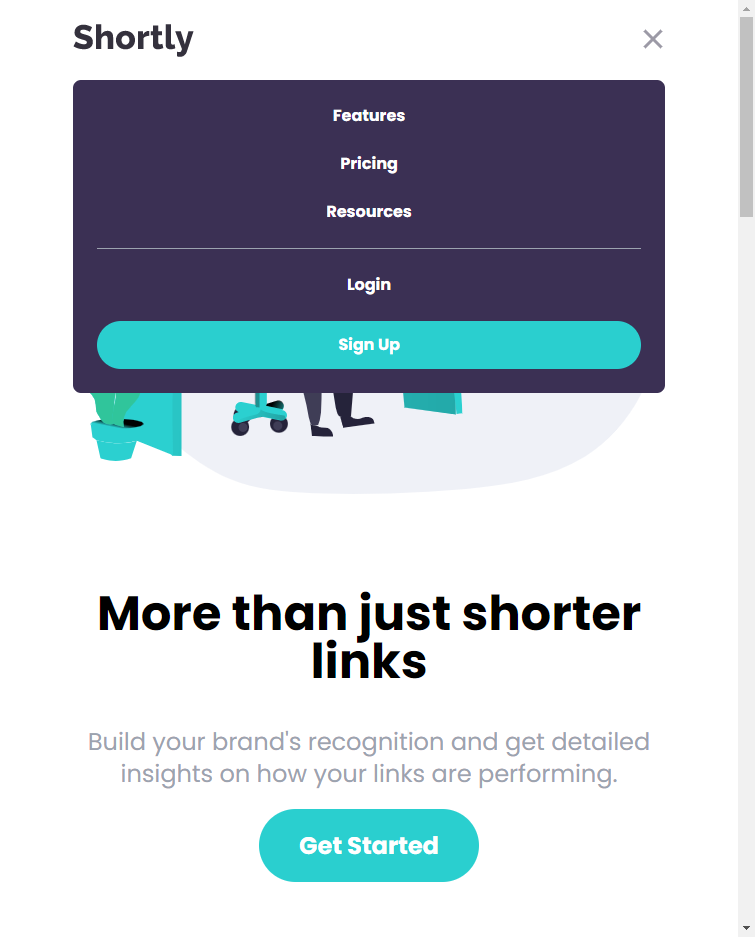 Shortly
Features
Pricing
Resources
Login
Sign Up
More than just shorter
links
Build your brand's recognition and get detailed
insights on how your links are performing.
Get Started